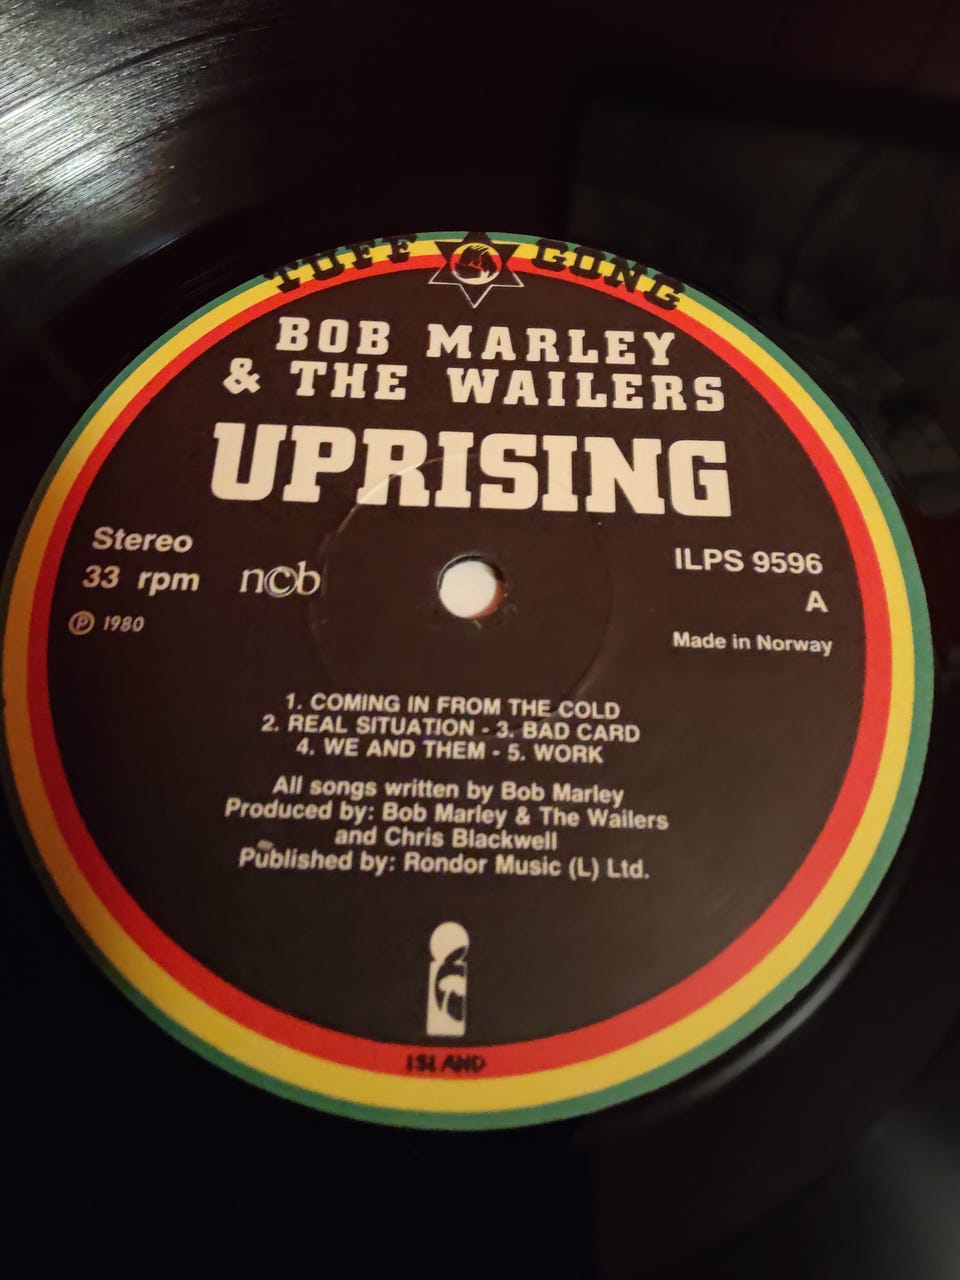 TUFF GONG
BOB MARLEY
& THE WAILERS
UPRISING
Stereo
33 rpm
ncb
℗ 1980
ILPS 9596
A
Made in Norway
1. COMING IN FROM THE COLD
2. REAL SITUATION - 3. BAD CARD
4. WE AND THEM - 5. WORK
All songs written by Bob Marley
Produced by: Bob Marley & The Wailers
and Chris Blackwell
Published by: Rondor Music (L) Ltd.
ISLAND